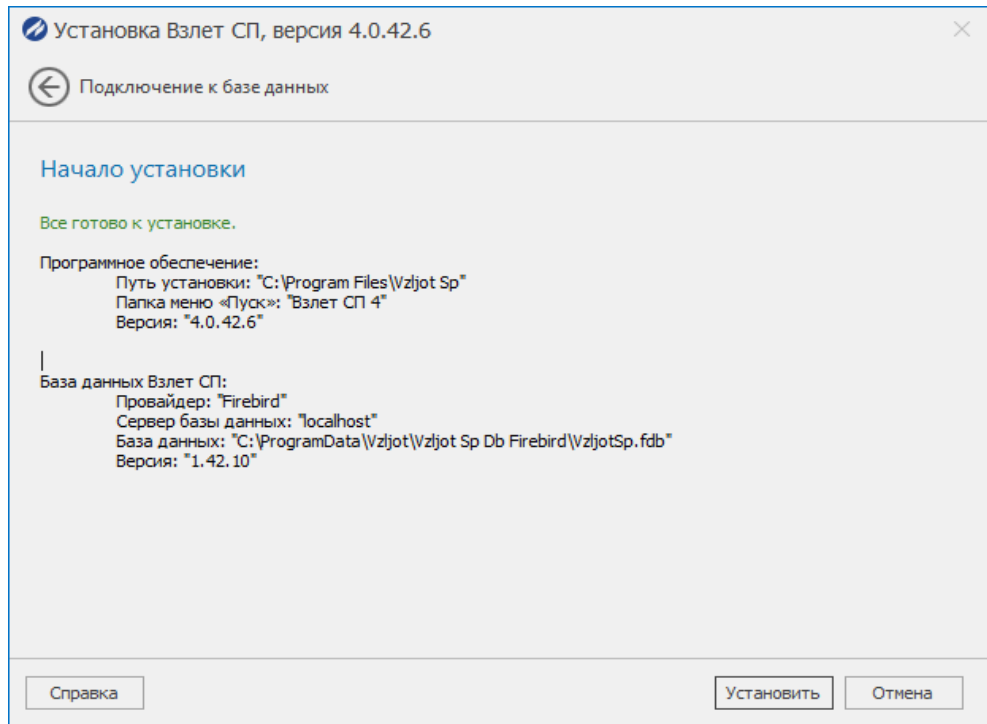 Установка Взлет СП, версия 4.0.42.6
Подключение к базе данных
Начало установки
Все готово к установке.
Программное обеспечение:
Путь установки: "C:\Program Files\Vzljot Sp"
Папка меню «Пуск»: "Взлет СП 4"
Версия: "4.0.42.6"
База данных Взлет СП:
Провайдер: "Firebird"
Сервер базы данных: "localhost"
База данных: "C:\ProgramData\Vzljot\Vzljot Sp Db Firebird\VzljotSp.fdb"
Версия: "1.42.10"
Справка
Установить
Отмена